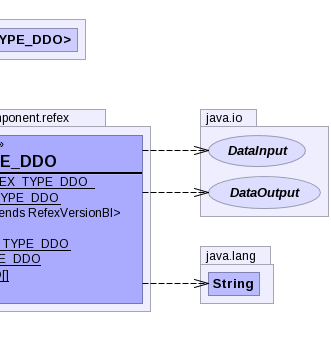 YPE_DDO>
ponent.refex
»
E_DDO
EX_TYPE_DDO
TYPE_DDO
ends RefexVersionBI>
_TYPE_DDO
E_DDO
O[]
java.io
DataInput
DataOutput
java.lang
String